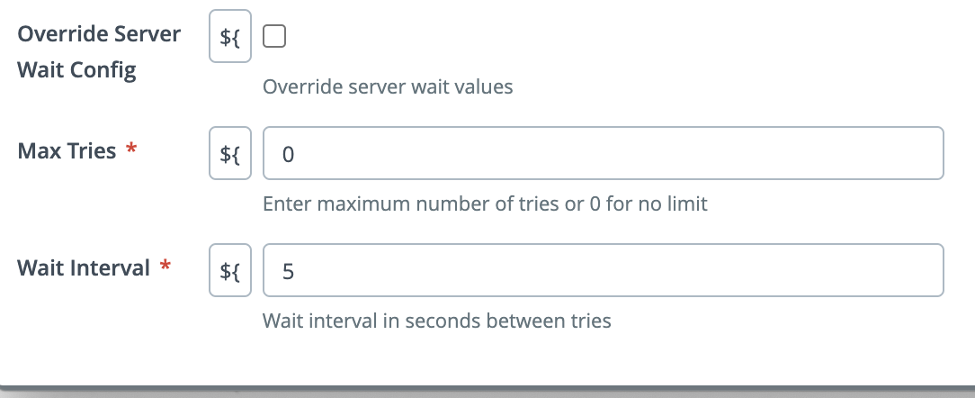 Override Server
Wait Config
${
Override server wait values
Max Tries *
${
0
Enter maximum number of tries or 0 for no limit
Wait Interval *
${
5
Wait interval in seconds between tries